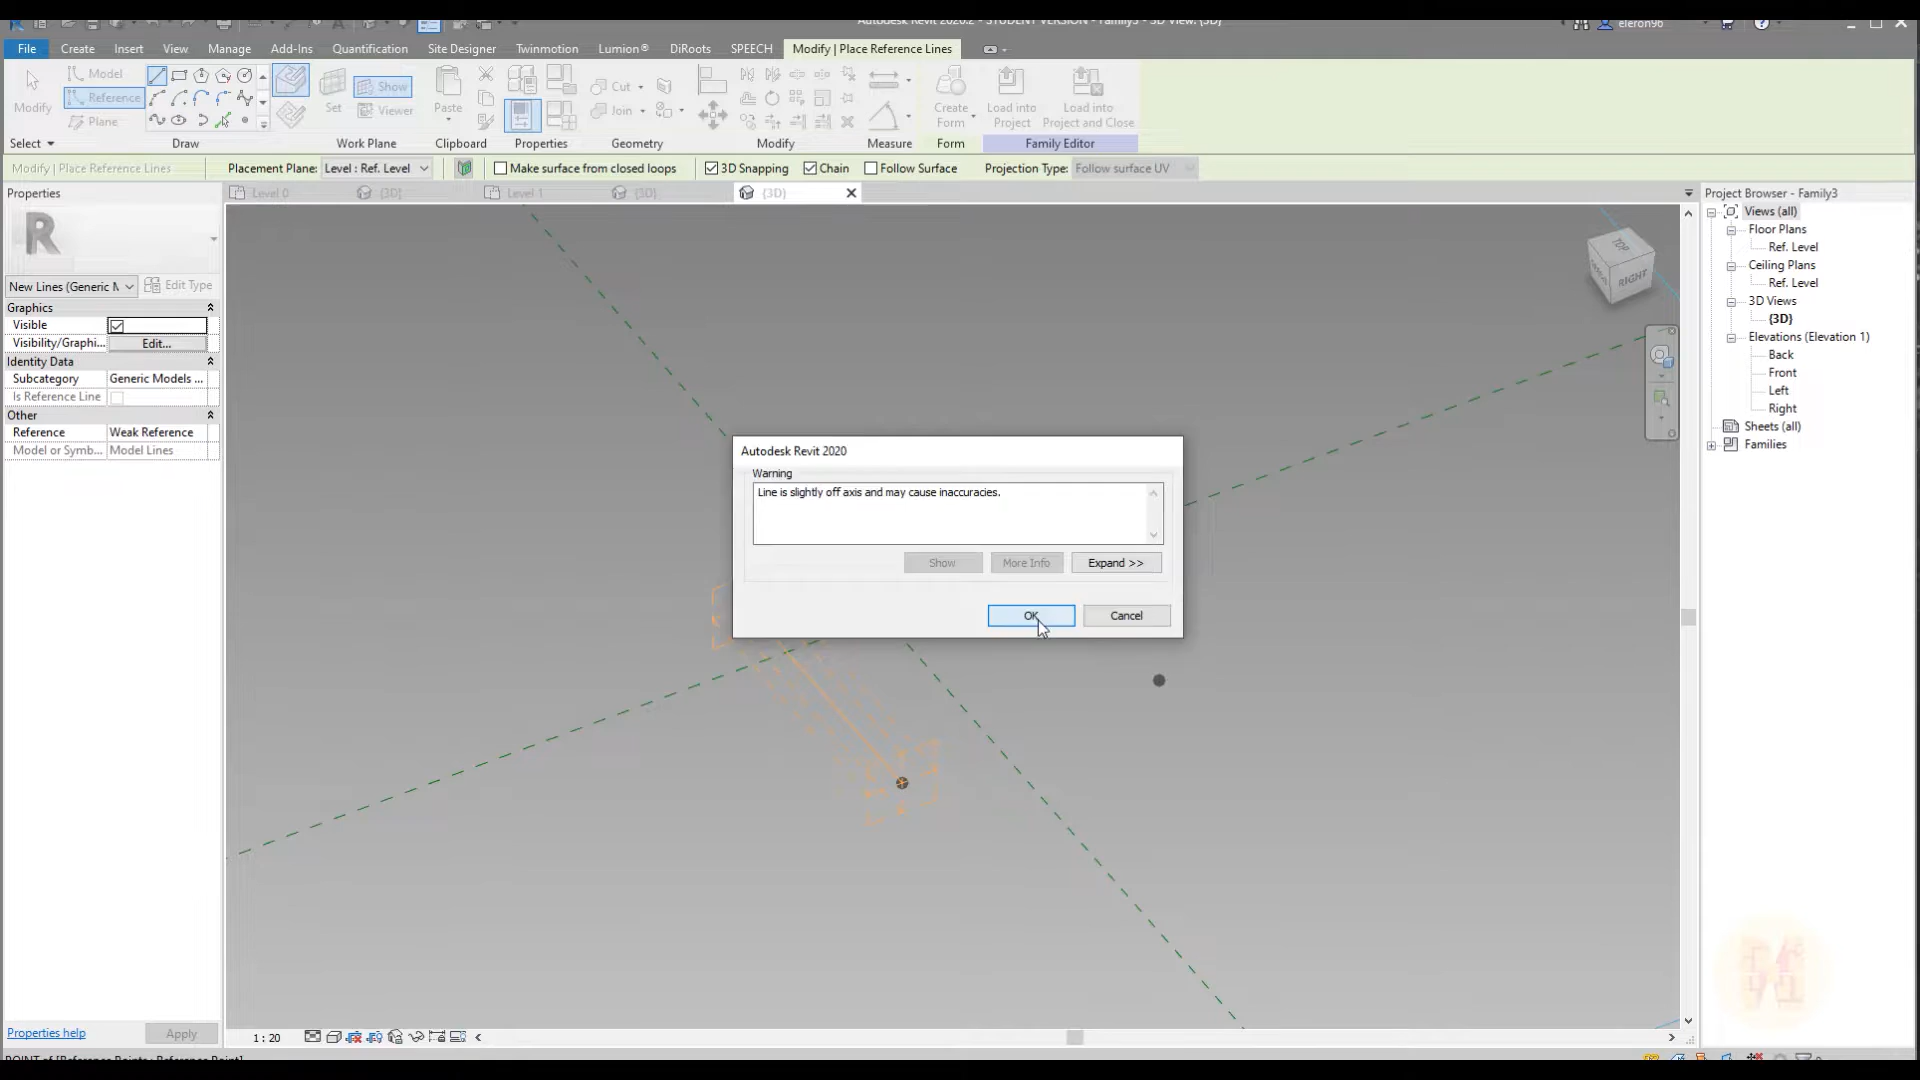 Autodesk Revit 2020.2 - STUDENT VERSION - Family3 - 3D View: {3D}
eleron96
File Create Insert View Manage Add-Ins Quantification Site Designer Twinmotion Lumion® DiRoots SPEECH Modify | Place Reference Lines
Modify
Model
Reference
Plane
Set
Show
Viewer
Paste
Cut
Join
Create Form
Load into Project
Load into Project and Close
Select Draw Work Plane Clipboard Properties Geometry Modify Measure Form Family Editor
Modify | Place Reference Lines Placement Plane: Level : Ref. Level Make surface from closed loops 3D Snapping Chain Follow Surface Projection Type: Follow surface UV
Properties
Level 0 {3D} Level 1 {3D} {3D}
Project Browser - Family3
R
New Lines (Generic M Edit Type
Graphics
Visible
Visibility/Graphi... Edit...
Identity Data
Subcategory Generic Models ...
Is Reference Line
Other
Reference Weak Reference
Model or Symb... Model Lines
Properties help Apply
TOP
RIGHT
Views (all)
Floor Plans
Ref. Level
Ceiling Plans
Ref. Level
3D Views
{3D}
Elevations (Elevation 1)
Back
Front
Left
Right
Sheets (all)
Families
Autodesk Revit 2020
Warning
Line is slightly off axis and may cause inaccuracies.
Show More Info Expand >>
OK Cancel
1 : 20
POINT of [Reference Points : Reference Point]